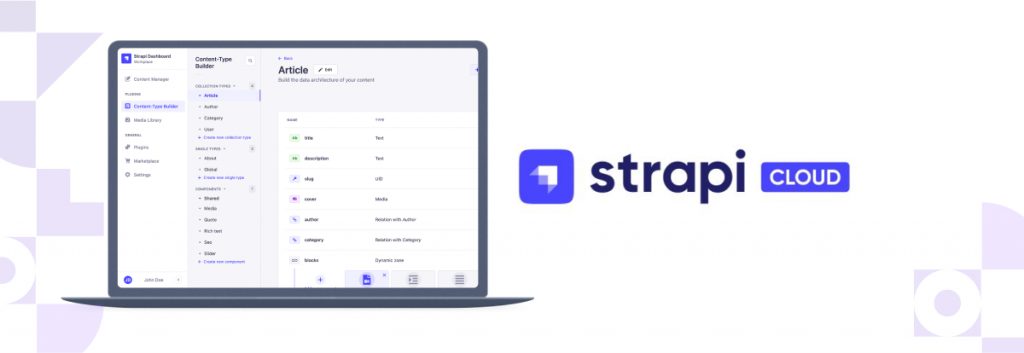 Strapi Dashboard
Workplace
Content Manager
PLUGINS
Content-Type Builder
Media Library
GENERAL
Plugins
Marketplace
Settings
John Doe
Content-Type
Builder
COLLECTION TYPES
Article
Author
Category
User
+ Create new collection type
SINGLE TYPES
About
Global
+ Create new single type
COMPONENTS
Shared
Media
Quote
Rich text
Seo
Slider
+ Create new component
Back
Article
Edit
Build the data architecture of your content
NAME TYPE
title Text
description Text
slug UID
cover Media
author Relation with Author
category Relation with Category
blocks Dynamic zone
strapi CLOUD